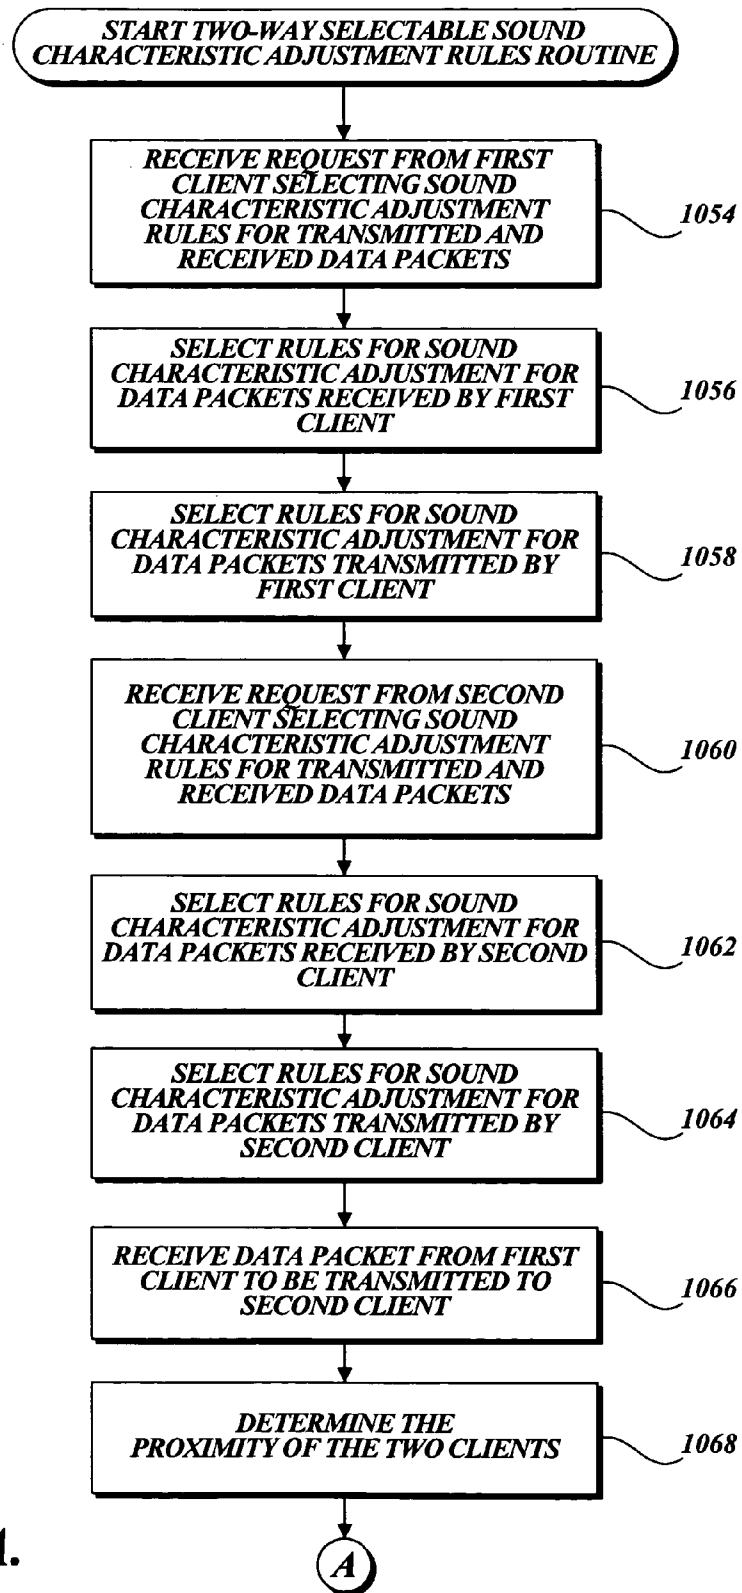 START TWO-WAY SELECTABLE SOUND
CHARACTERISTIC ADJUSTMENT RULES ROUTINE
RECEIVE REQUEST FROM FIRST
CLIENT SELECTING SOUND
CHARACTERISTIC ADJUSTMENT
RULES FOR TRANSMITTED AND
RECEIVED DATA PACKETS
1054
SELECT RULES FOR SOUND
CHARACTERISTIC ADJUSTMENT FOR
DATA PACKETS RECEIVED BY FIRST
CLIENT
1056
SELECT RULES FOR SOUND
CHARACTERISTIC ADJUSTMENT FOR
DATA PACKETS TRANSMITTED BY
FIRST CLIENT
1058
RECEIVE REQUEST FROM SECOND
CLIENT SELECTING SOUND
CHARACTERISTIC ADJUSTMENT
RULES FOR TRANSMITTED AND
RECEIVED DATA PACKETS
1060
SELECT RULES FOR SOUND
CHARACTERISTIC ADJUSTMENT FOR
DATA PACKETS RECEIVED BY SECOND
CLIENT
1062
SELECT RULES FOR SOUND
CHARACTERISTIC ADJUSTMENT FOR
DATA PACKETS TRANSMITTED BY
SECOND CLIENT
1064
RECEIVE DATA PACKET FROM FIRST
CLIENT TO BE TRANSMITTED TO
SECOND CLIENT
1066
DETERMINE THE
PROXIMITY OF THE TWO CLIENTS
1068
A